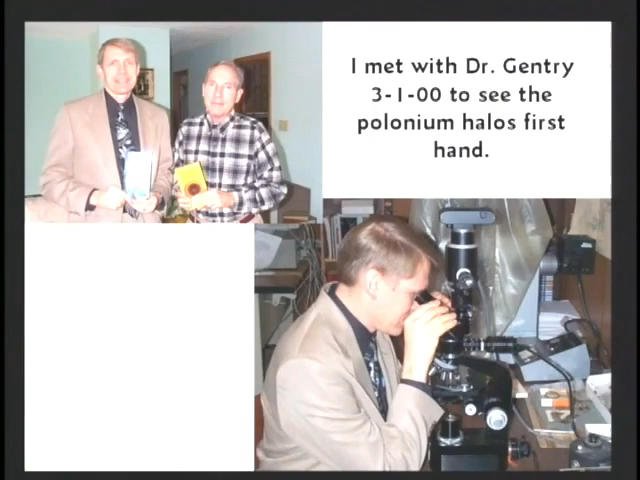 I met with Dr. Gentry
3-1-00 to see the
polonium halos first
hand.